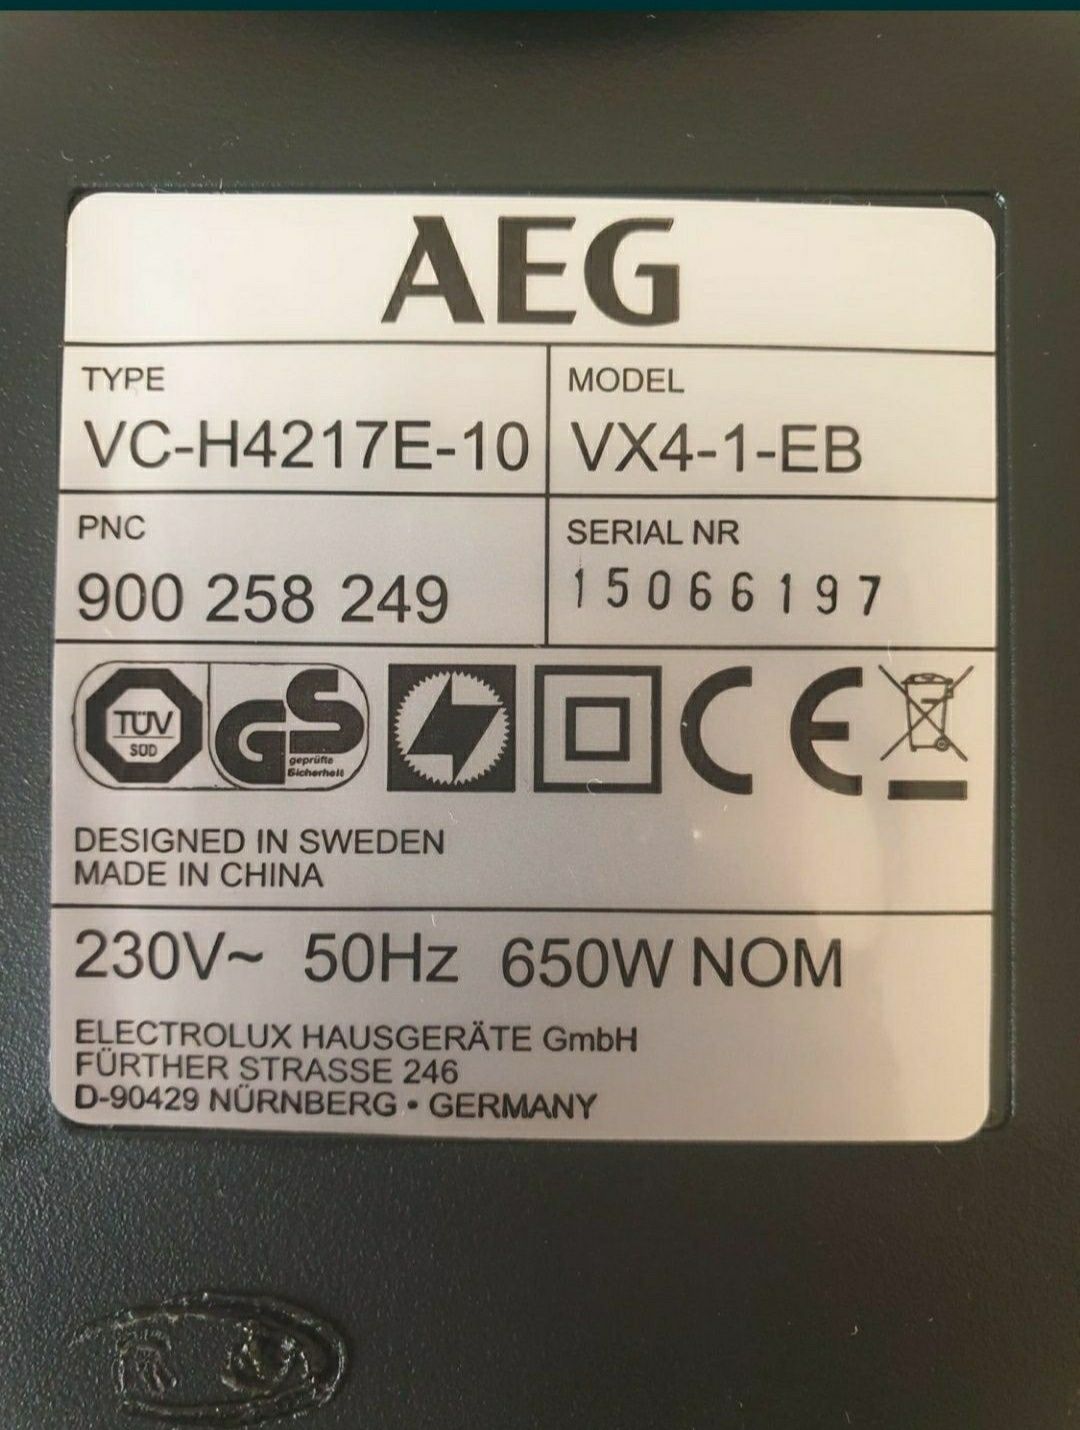 AEG
TYPE
VC-H4217E-10
MODEL
VX4-1-EB
PNC
900 258 249
SERIAL NR
15066197
TÜV
SÜD
GS
geprüfte
Sicherheit
CE
DESIGNED IN SWEDEN
MADE IN CHINA
230V~ 50Hz 650W NOM
ELECTROLUX HAUSGERÄTE GmbH
FÜRTHER STRASSE 246
D-90429 NÜRNBERG • GERMANY